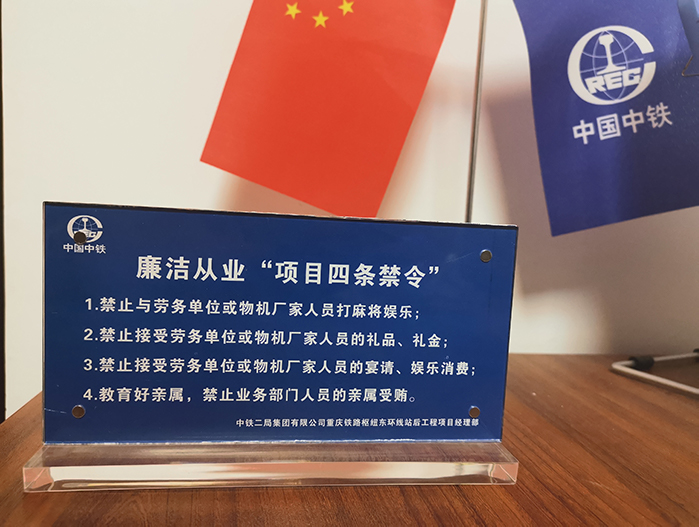 CREG
中国中铁
CREG
中国中铁
廉洁从业“项目四条禁令”
1.禁止与劳务单位或物机厂家人员打麻将娱乐；
2.禁止接受劳务单位或物机厂家人员的礼品、礼金；
3.禁止接受劳务单位或物机厂家人员的宴请、娱乐消费；
4.教育好亲属，禁止业务部门人员的亲属受贿。
中铁二局集团有限公司重庆铁路枢纽东环线站后工程项目经理部